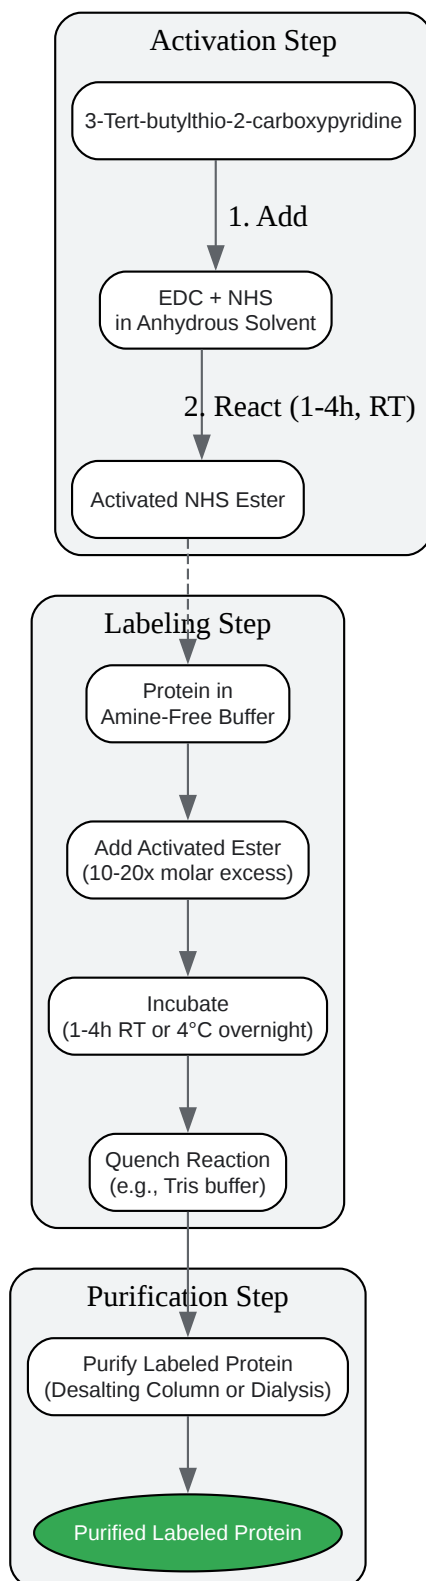 Activation Step
3-Tert-butylthio-2-carboxypyridine
1. Add
EDC + NHS
in Anhydrous Solvent
2. React (1-4h, RT)
Activated NHS Ester
Labeling Step
Protein in
Amine-Free Buffer
Add Activated Ester
(10-20x molar excess)
Incubate
(1-4h RT or 4°C overnight)
Quench Reaction
(e.g., Tris buffer)
Purification Step
Purify Labeled Protein
(Desalting Column or Dialysis)
Purified Labeled Protein